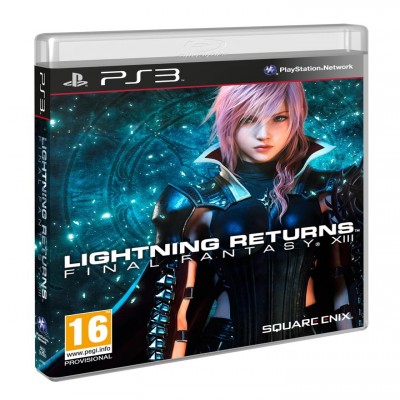 PS3
PlayStation®Network
PS3
LIGHTNING RETURNS
FINAL FANTASY XIII
LIGHTNING RETURNS™
FINAL FANTASY® XIII
16
www.pegi.info
PROVISIONAL
SQUARE ENIX